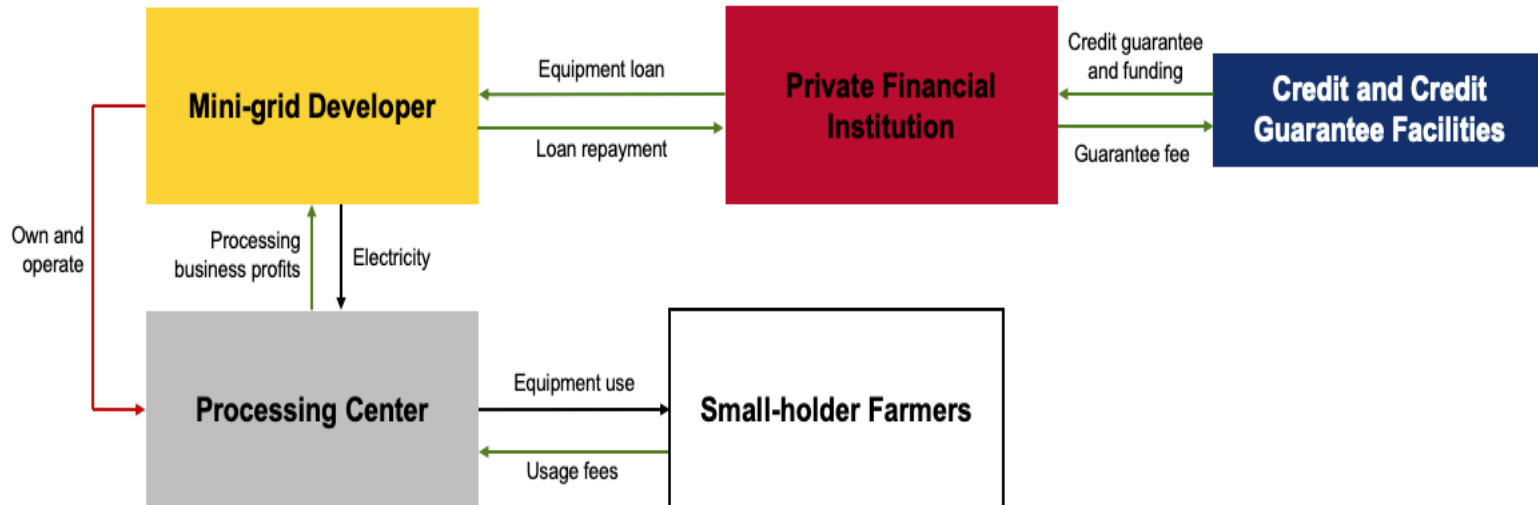 Mini-grid Developer
Equipment loan
Loan repayment
Private Financial
Institution
Credit guarantee
and funding
Guarantee fee
Credit and Credit
Guarantee Facilities
Own and
operate
Processing
business profits
Electricity
Processing Center
Equipment use
Usage fees
Small-holder Farmers